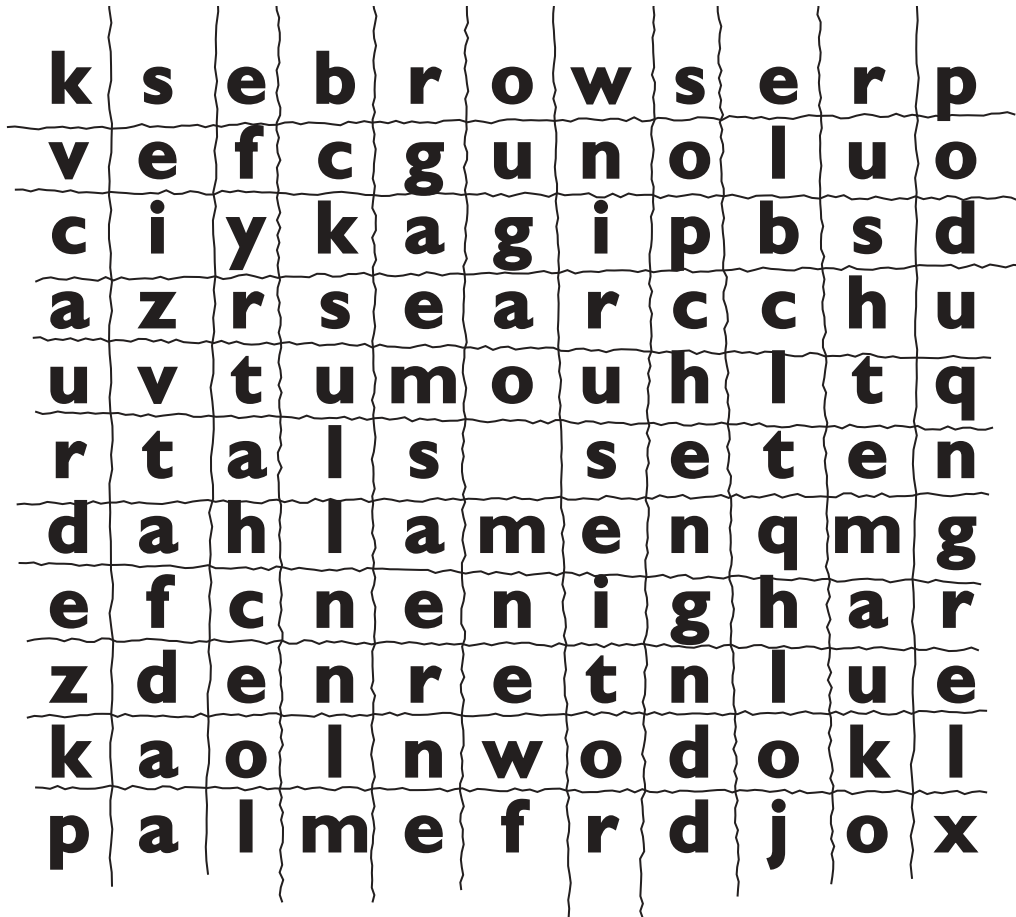 k s e b r o w s e r p
v e f c g u n o l u o
c i y k a g i p b s d
a z r s e a r c c h u
u v t u m o u h l t q
r t a l s s e t e n
d a h l a m e n q m g
e f c n e n i g h a r
z d e n r e t n l u e
k a o l n w o d o k l
p a l m e f r d j o x